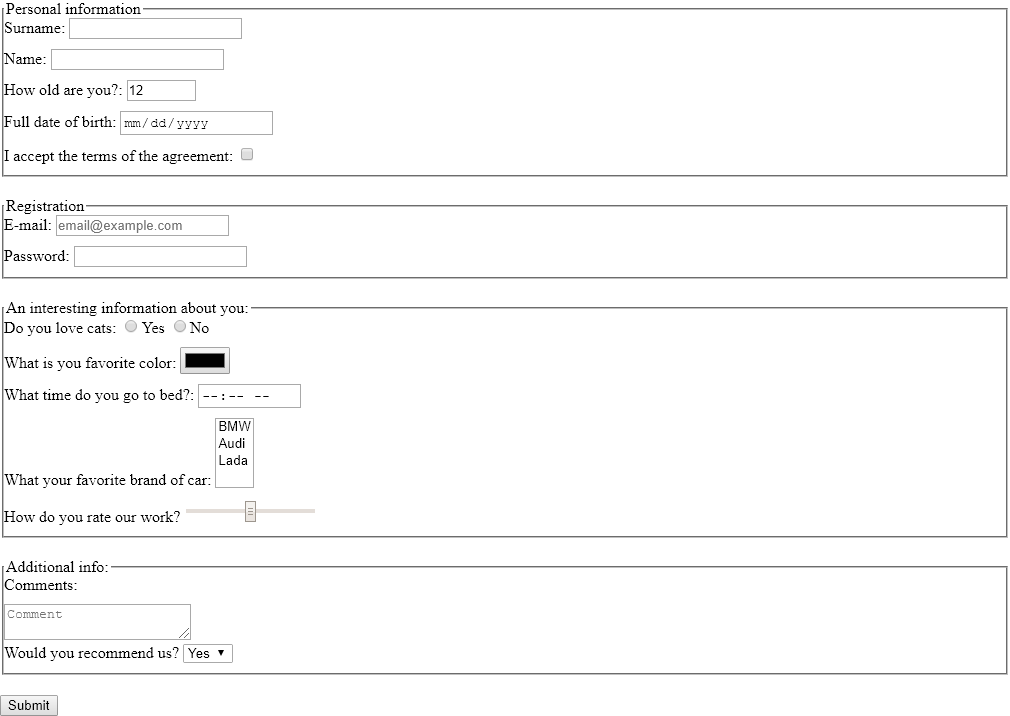 Personal information
Surname:
Name:
How old are you?: 12
Full date of birth: mm/dd/yyyy
I accept the terms of the agreement:
Registration
E-mail: email@example.com
Password:
An interesting information about you:
Do you love cats: Yes No
What is you favorite color:
What time do you go to bed?: --:-- --
BMW
Audi
Lada
What your favorite brand of car:
How do you rate our work?
Additional info:
Comments:
Comment
Would you recommend us? Yes
Submit